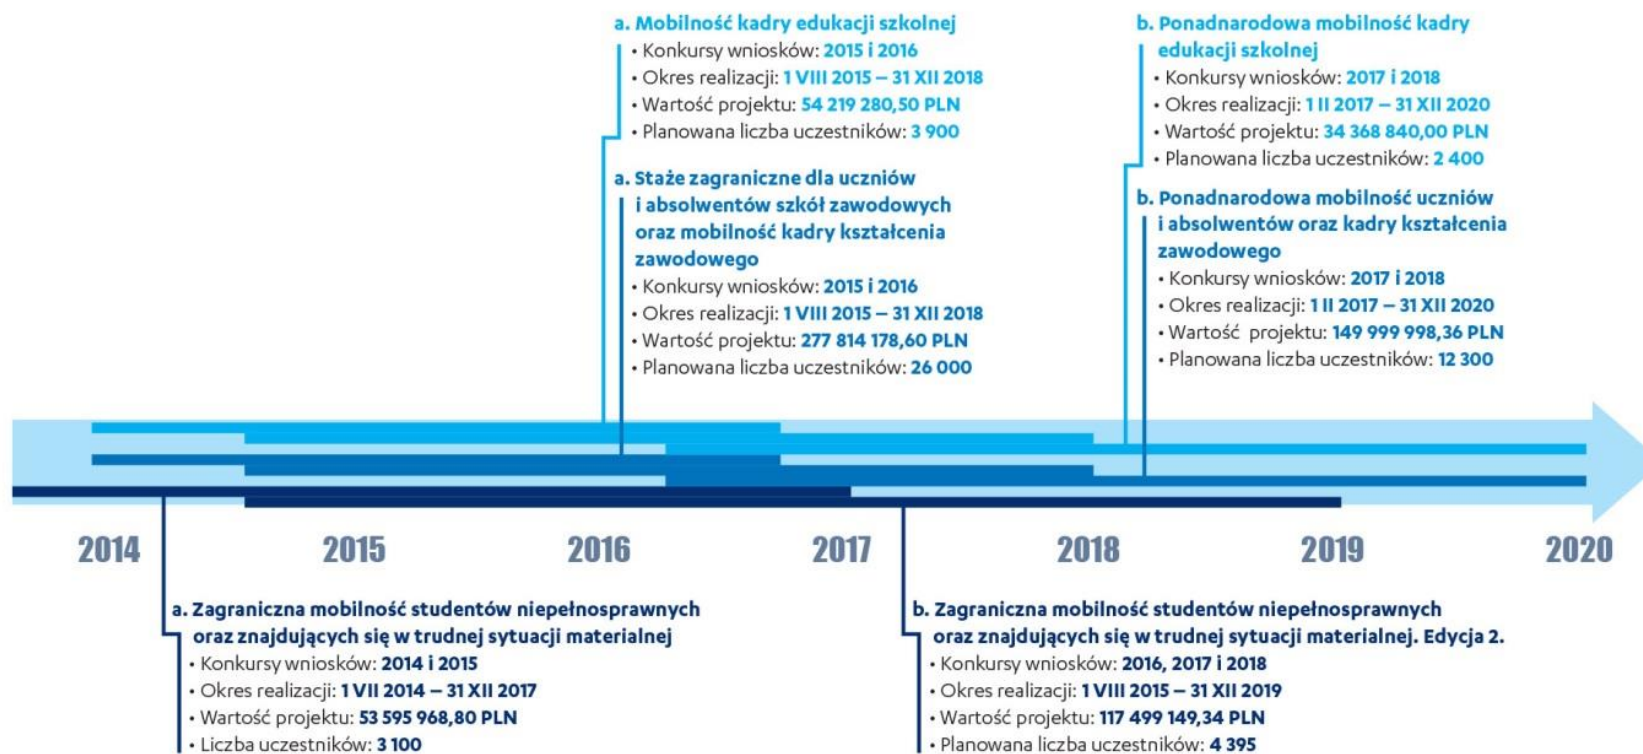 a. Mobilność kadry edukacji szkolnej
• Konkursy wniosków: 2015 i 2016
• Okres realizacji: 1 VIII 2015 – 31 XII 2018
• Wartość projektu: 54 219 280,50 PLN
• Planowana liczba uczestników: 3 900
a. Staże zagraniczne dla uczniów
i absolwentów szkół zawodowych
oraz mobilność kadry kształcenia
zawodowego
• Konkursy wniosków: 2015 i 2016
• Okres realizacji: 1 VIII 2015 – 31 XII 2018
• Wartość projektu: 277 814 178,60 PLN
• Planowana liczba uczestników: 26 000
b. Ponadnarodowa mobilność kadry
edukacji szkolnej
• Konkursy wniosków: 2017 i 2018
• Okres realizacji: 1 II 2017 – 31 XII 2020
• Wartość projektu: 34 368 840,00 PLN
• Planowana liczba uczestników: 2 400
b. Ponadnarodowa mobilność uczniów
i absolwentów oraz kadry kształcenia
zawodowego
• Konkursy wniosków: 2017 i 2018
• Okres realizacji: 1 II 2017 – 31 XII 2020
• Wartość projektu: 149 999 998,36 PLN
• Planowana liczba uczestników: 12 300
2014 2015 2016 2017 2018 2019 2020
a. Zagraniczna mobilność studentów niepełnosprawnych
oraz znajdujących się w trudnej sytuacji materialnej
• Konkursy wniosków: 2014 i 2015
• Okres realizacji: 1 VII 2014 – 31 XII 2017
• Wartość projektu: 53 595 968,80 PLN
• Liczba uczestników: 3 100
b. Zagraniczna mobilność studentów niepełnosprawnych
oraz znajdujących się w trudnej sytuacji materialnej. Edycja 2.
• Konkursy wniosków: 2016, 2017 i 2018
• Okres realizacji: 1 VIII 2015 – 31 XII 2019
• Wartość projektu: 117 499 149,34 PLN
• Planowana liczba uczestników: 4 395